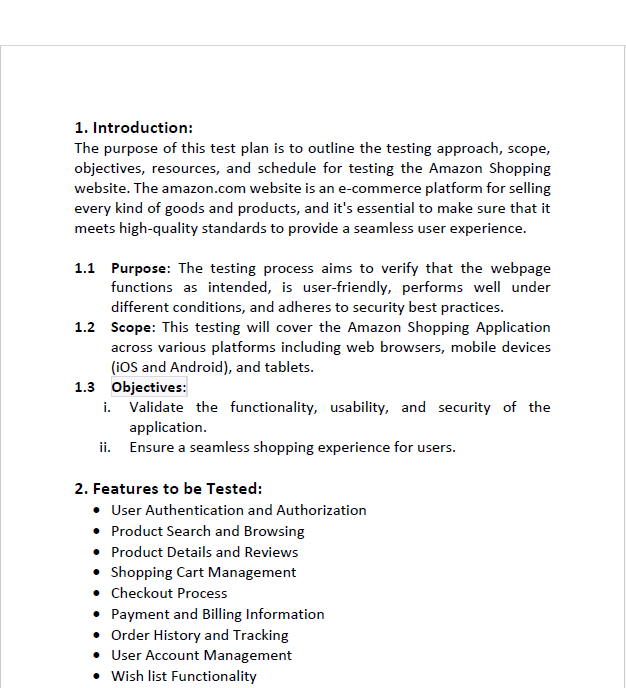 1. Introduction:
The purpose of this test plan is to outline the testing approach, scope,
objectives, resources, and schedule for testing the Amazon Shopping
website. The amazon.com website is an e-commerce platform for selling
every kind of goods and products, and it's essential to make sure that it
meets high-quality standards to provide a seamless user experience.
1.1 Purpose: The testing process aims to verify that the webpage
functions as intended, is user-friendly, performs well under
different conditions, and adheres to security best practices.
1.2 Scope: This testing will cover the Amazon Shopping Application
across various platforms including web browsers, mobile devices
(iOS and Android), and tablets.
1.3 Objectives:
i. Validate the functionality, usability, and security of the
application.
ii. Ensure a seamless shopping experience for users.
2. Features to be Tested:
• User Authentication and Authorization
• Product Search and Browsing
• Product Details and Reviews
• Shopping Cart Management
• Checkout Process
• Payment and Billing Information
• Order History and Tracking
• User Account Management
• Wish list Functionality